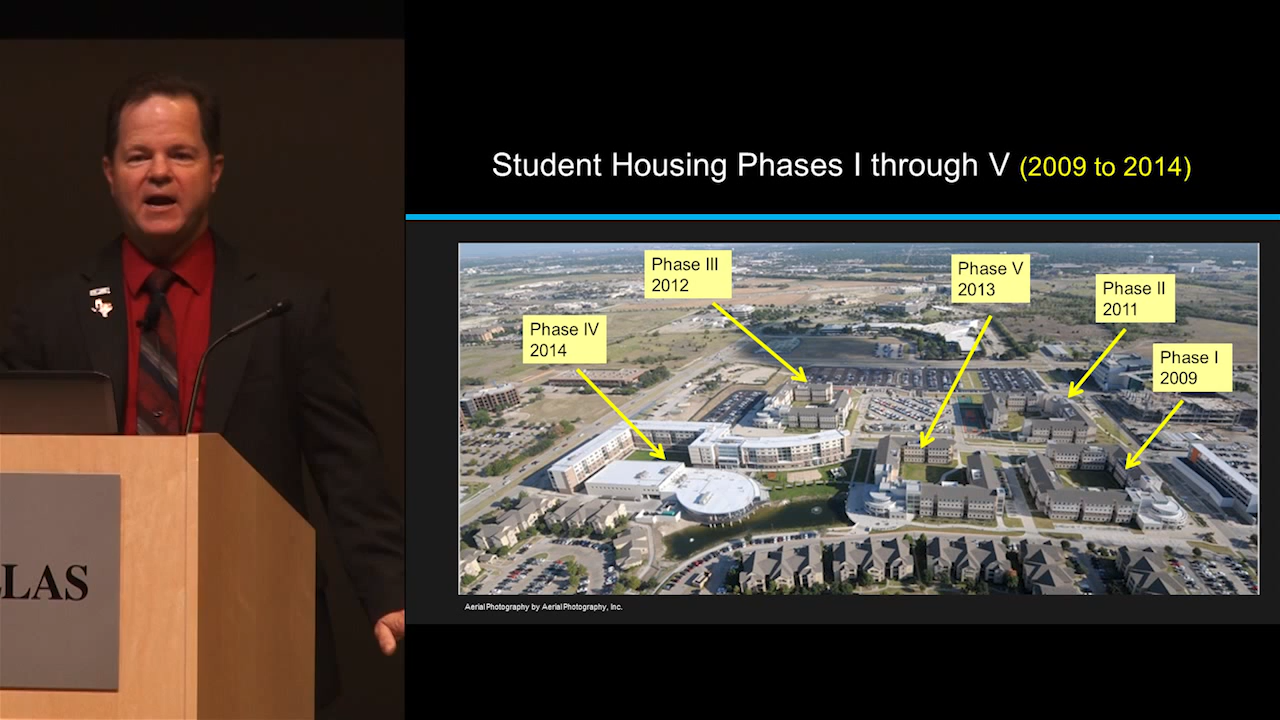 Student Housing Phases I through V (2009 to 2014)
Phase III
2012
Phase V
2013
Phase II
2011
Phase IV
2014
Phase I
2009
Aerial Photography by Aerial Photography, Inc.
LLAS